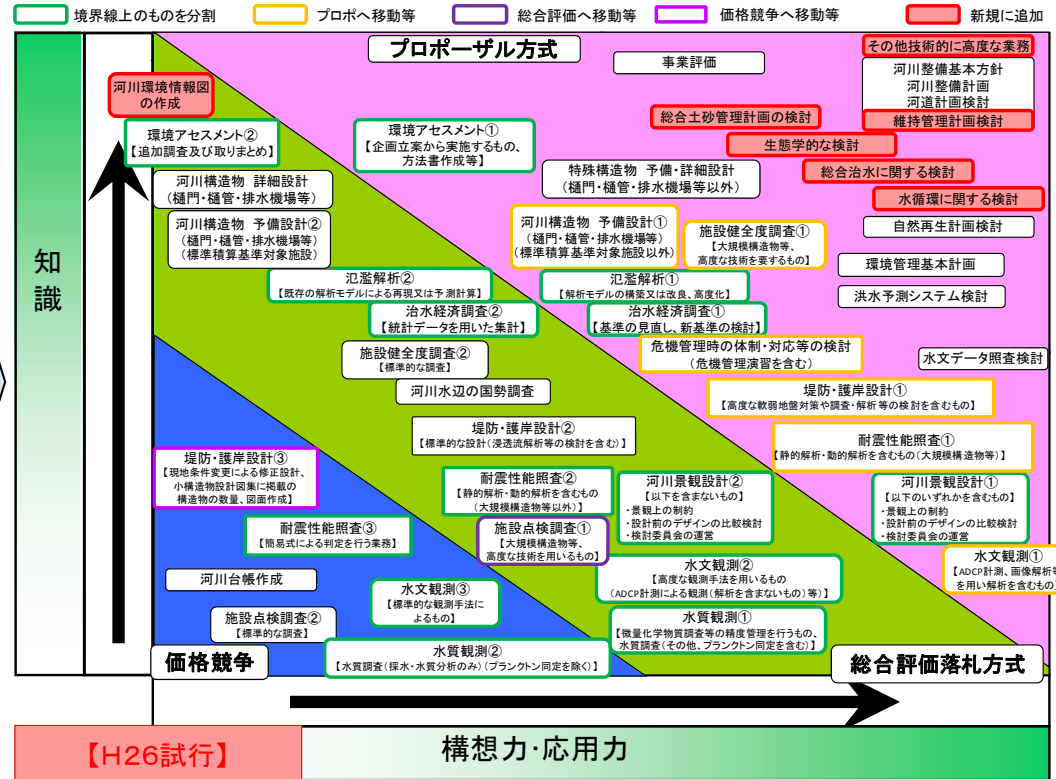 境界線上のものを分割
プロポへ移動等
総合評価へ移動等
価格競争へ移動等
新規に追加
プロポーザル方式
事業評価
その他技術的に高度な業務
河川整備基本方針
河川整備計画
河道計画検討
維持管理計画検討
河川環境情報図
の作成
総合土砂管理計画の検討
環境アセスメント②
【追加調査及び取りまとめ】
環境アセスメント①
【企画立案から実施するもの、
方法書作成等】
生態学的な検討
総合治水に関する検討
特殊構造物 予備・詳細設計
(樋門・樋管・排水機場等以外)
水循環に関する検討
河川構造物 詳細設計
(樋門・樋管・排水機場等)
河川構造物 予備設計②
(樋門・樋管・排水機場等)
(標準積算基準対象施設)
河川構造物 予備設計①
(樋門・樋管・排水機場等)
(標準積算基準対象施設以外)
施設健全度調査①
【大規模構造物等、
高度な技術を要するもの】
自然再生計画検討
環境管理基本計画
氾濫解析②
【既存の解析モデルによる再現又は予測計算】
氾濫解析①
【解析モデルの構築又は改良、高度化】
洪水予測システム検討
治水経済調査②
【統計データを用いた集計】
治水経済調査①
【基準の見直し、新基準の検討】
施設健全度調査②
【標準的な調査】
危機管理時の体制・対応等の検討
(危機管理演習を含む)
水文データ照査検討
河川水辺の国勢調査
堤防・護岸設計①
【高度な軟弱地盤対策や調査・解析等の検討を含むもの】
堤防・護岸設計②
【標準的な設計(浸透流解析等の検討を含む)】
耐震性能照査①
【静的解析・動的解析を含むもの(大規模構造物等)】
堤防・護岸設計③
【現地条件変更による修正設計、
小構造物設計図集に掲載の
構造物の数量、図面作成】
耐震性能照査②
【静的解析・動的解析を含むもの
(大規模構造物等以外)】
河川景観設計②
【以下を含まないもの】
・景観上の制約
・設計前のデザインの比較検討
・検討委員会の運営
河川景観設計①
【以下のいずれかを含むもの】
・景観上の制約
・設計前のデザインの比較検討
・検討委員会の運営
耐震性能照査③
【簡易式による判定を行う業務】
施設点検調査①
【大規模構造物等、
高度な技術を用いるもの】
水文観測①
【ADCP計測、画像解析等
を用い解析を含むもの】
河川台帳作成
水文観測③
【標準的な観測手法に
よるもの】
水文観測②
【高度な観測手法を用いるもの
(ADCP計測による観測(解析を含まないもの)等)】
施設点検調査②
【標準的な調査】
水質観測①
【微量化学物質調査等の精度管理を行うもの、
水質調査(その他、プランクトン同定を含む)】
水質観測②
【水質調査(採水・水質分析のみ)(プランクトン同定を除く)】
価格競争
総合評価落札方式
知
識
【H26試行】
構想力・応用力